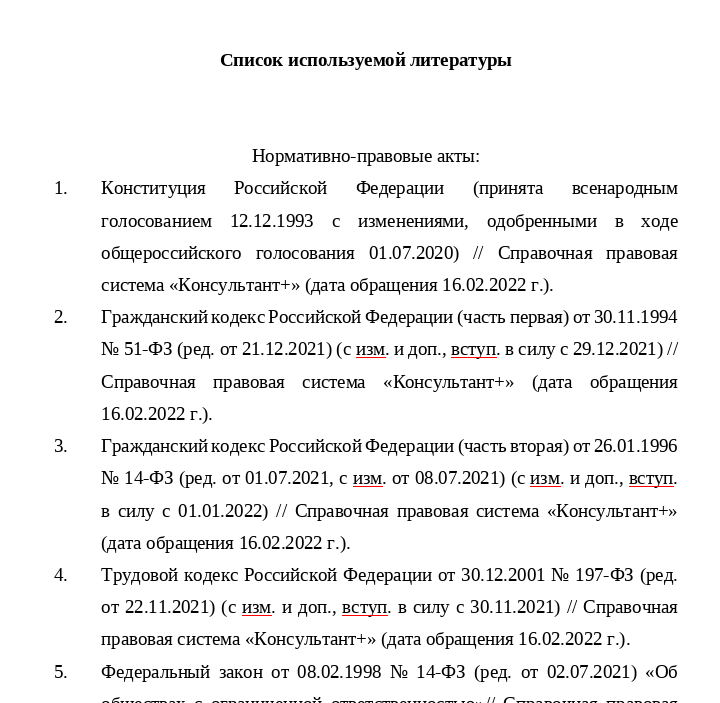 Список используемой литературы
Нормативно-правовые акты:
1. Конституция Российской Федерации (принята всенародным
голосованием 12.12.1993 с изменениями, одобренными в ходе
общероссийского голосования 01.07.2020) // Справочная правовая
система «Консультант+» (дата обращения 16.02.2022 г.).
2. Гражданский кодекс Российской Федерации (часть первая) от 30.11.1994
№ 51-ФЗ (ред. от 21.12.2021) (с изм. и доп., вступ. в силу с 29.12.2021) //
Справочная правовая система «Консультант+» (дата обращения
16.02.2022 г.).
3. Гражданский кодекс Российской Федерации (часть вторая) от 26.01.1996
№ 14-ФЗ (ред. от 01.07.2021, с изм. от 08.07.2021) (с изм. и доп., вступ.
в силу с 01.01.2022) // Справочная правовая система «Консультант+»
(дата обращения 16.02.2022 г.).
4. Трудовой кодекс Российской Федерации от 30.12.2001 № 197-ФЗ (ред.
от 22.11.2021) (с изм. и доп., вступ. в силу с 30.11.2021) // Справочная
правовая система «Консультант+» (дата обращения 16.02.2022 г.).
5. Федеральный закон от 08.02.1998 № 14-ФЗ (ред. от 02.07.2021) «Об
обществах с ограниченной ответственностью»// Справочная правовая